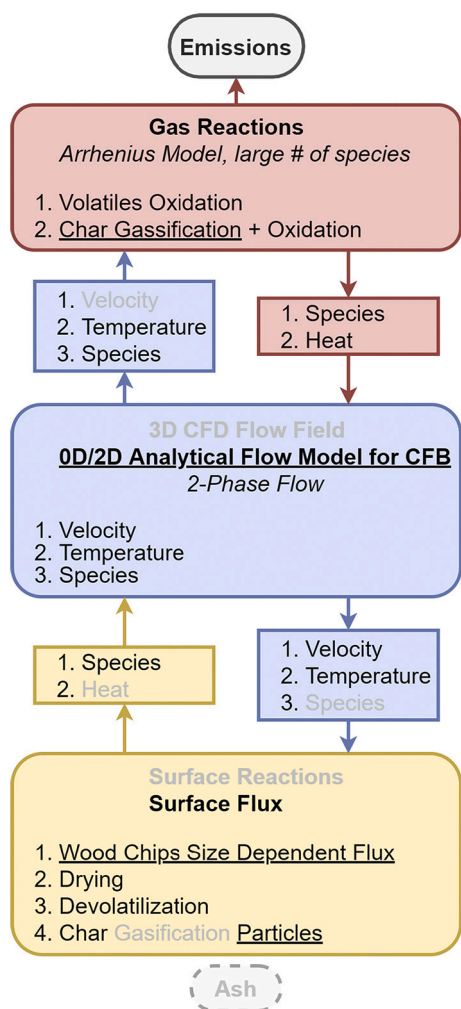 Emissions
Gas Reactions
Arrhenius Model, large # of species
1. Volatiles Oxidation
2. Char Gassification + Oxidation
1. Velocity
2. Temperature
3. Species
1. Species
2. Heat
3D CFD Flow Field
0D/2D Analytical Flow Model for CFB
2-Phase Flow
1. Velocity
2. Temperature
3. Species
1. Species
2. Heat
1. Velocity
2. Temperature
3. Species
Surface Reactions
Surface Flux
1. Wood Chips Size Dependent Flux
2. Drying
3. Devolatilization
4. Char Gasification Particles
Ash